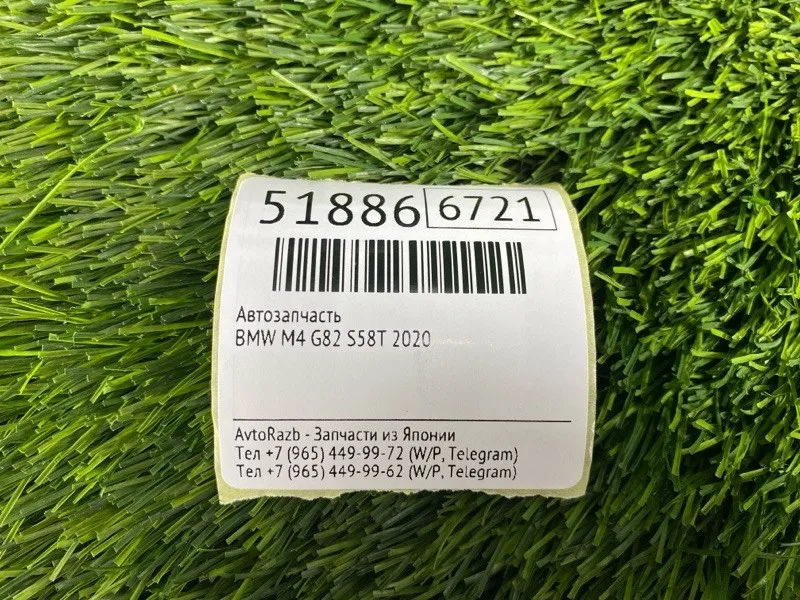 51886 6721
Автозапчасть
BMW M4 G82 S58T 2020
AvtoRazb - Запчасти из Японии
Тел +7 (965) 449-99-72 (W/P, Telegram)
Тел +7 (965) 449-99-62 (W/P, Telegram)